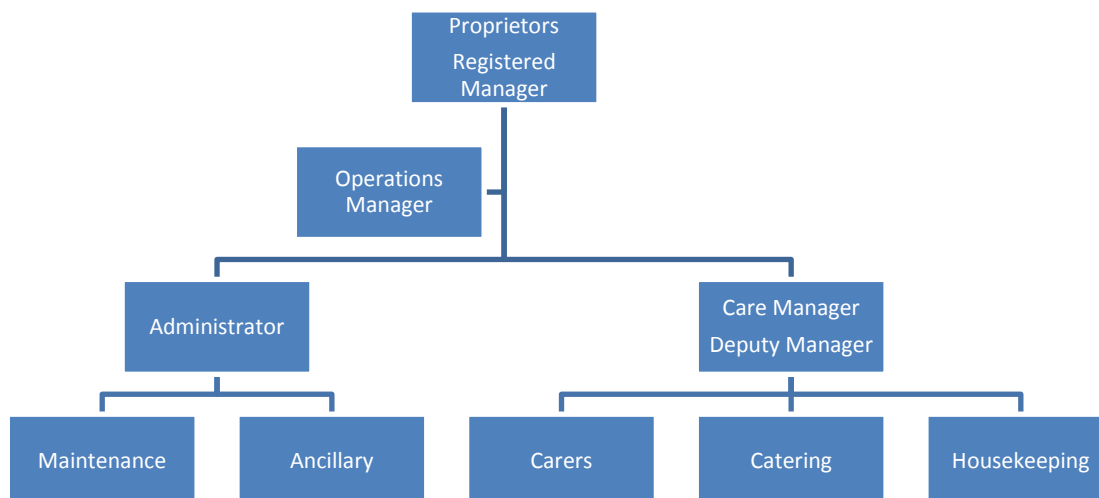 Proprietors
Registered
Manager
Operations
Manager
Administrator
Care Manager
Deputy Manager
Maintenance
Ancillary
Carers
Catering
Housekeeping